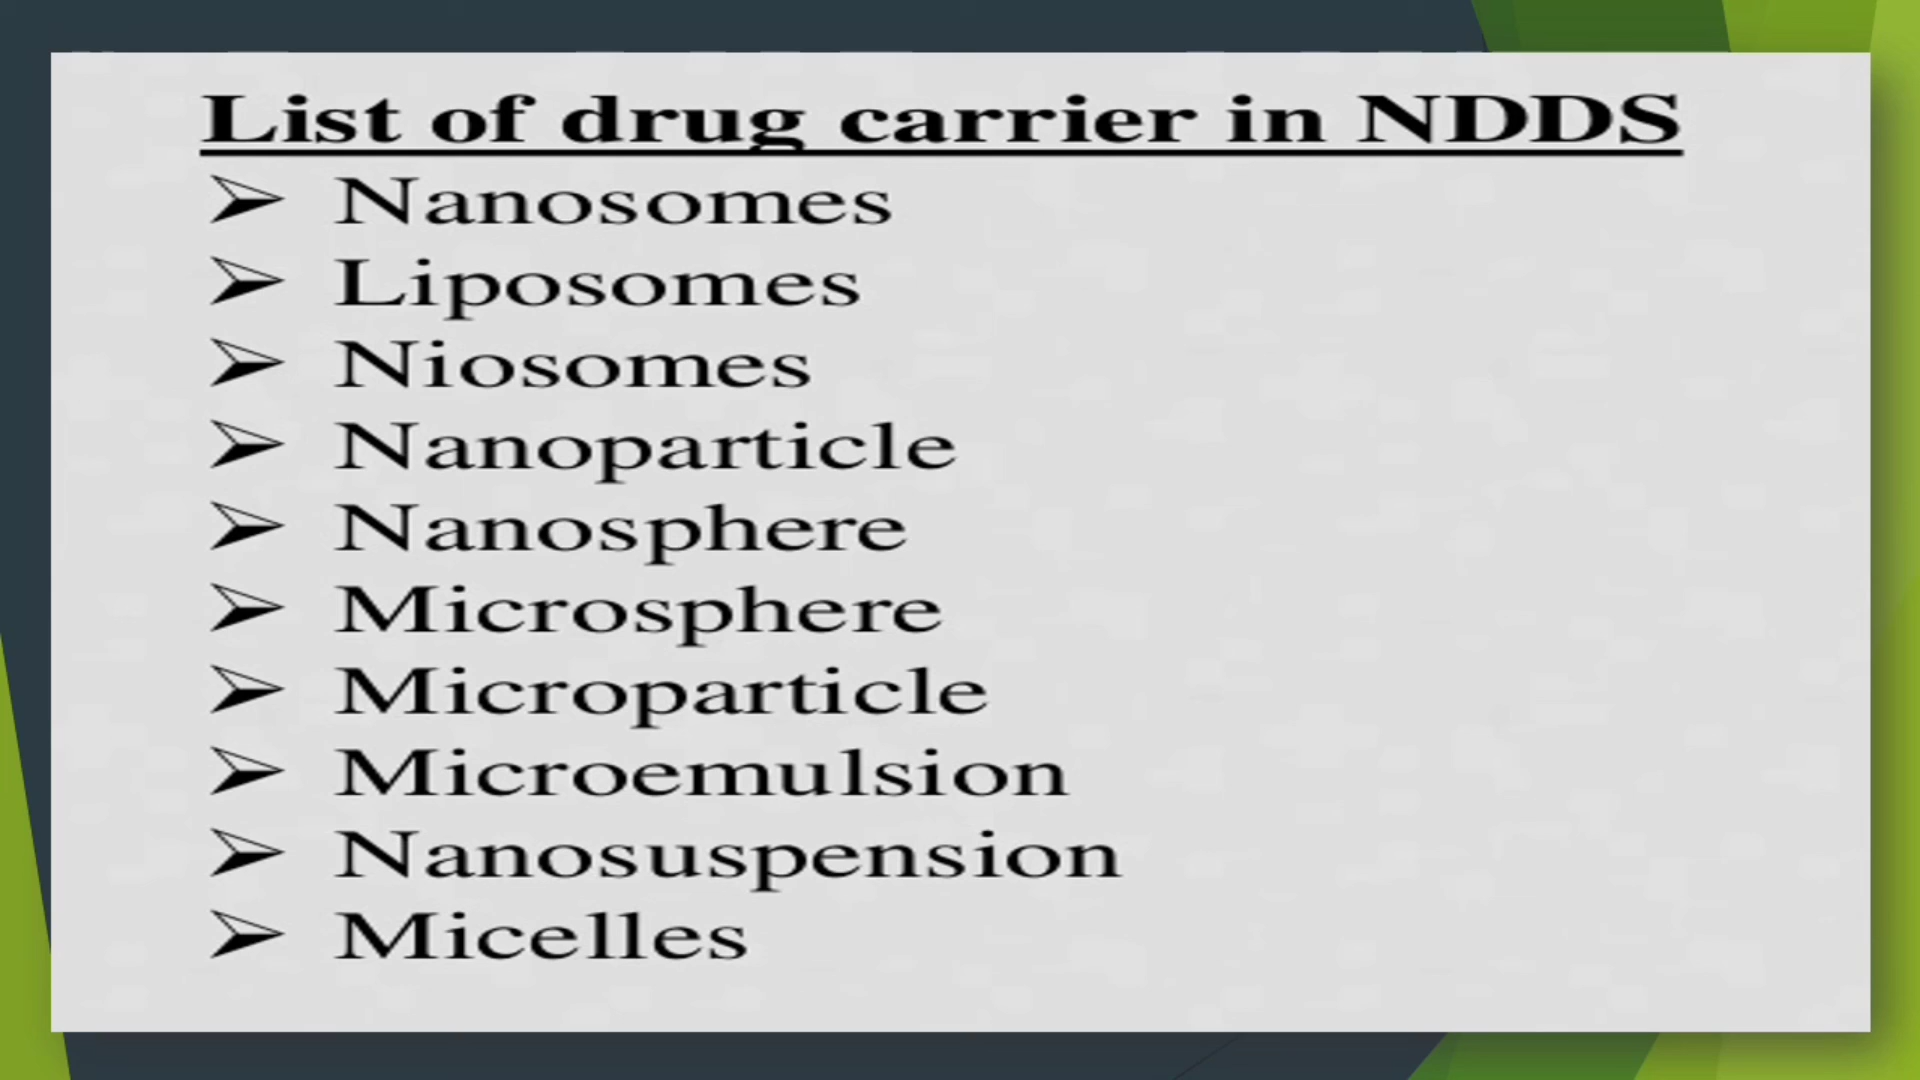 List of drug carrier in NDDS
➢ Nanosomes
➢ Liposomes
➢ Niosomes
➢ Nanoparticle
➢ Nanosphere
➢ Microsphere
➢ Microparticle
➢ Microemulsion
➢ Nanosuspension
➢ Micelles